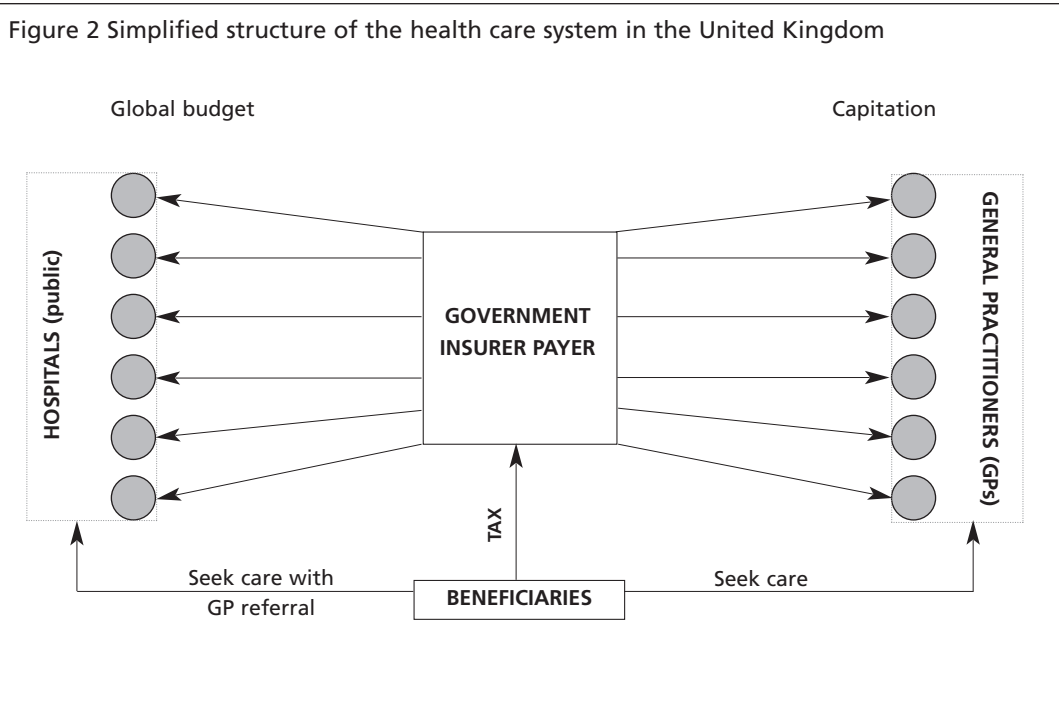 Figure 2 Simplified structure of the health care system in the United Kingdom
Global budget
Capitation
HOSPITALS (public)
GOVERNMENT
INSURER PAYER
GENERAL PRACTITIONERS (GPs)
TAX
Seek care with
GP referral
BENEFICIARIES
Seek care